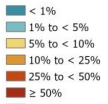 < 1%
1% to < 5%
5% to < 10%
10% to < 25%
25% to < 50%
≥ 50%